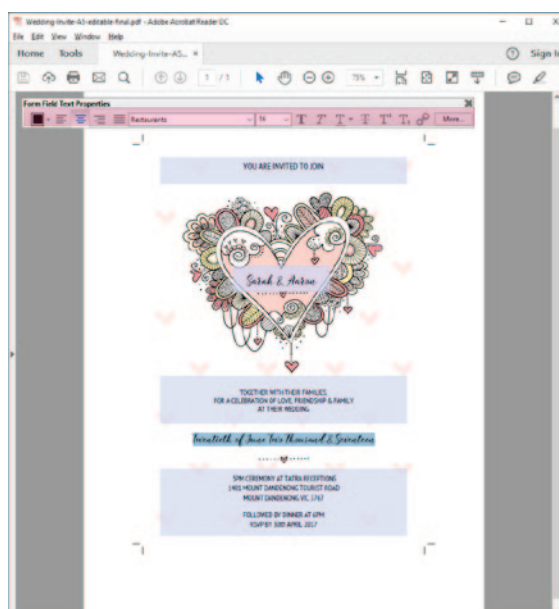 Wedding-Invite-A5-editable-final.pdf - Adobe Acrobat Reader DC
File Edit View Window Help
Home Tools Wedding-Invite-A5... × Sign In
1 / 1 75%
Form Field Text Properties
Restaurants 16 T T T T T T More...
YOU ARE INVITED TO JOIN
Sarah & Aaron
TOGETHER WITH THEIR FAMILIES,
FOR A CELEBRATION OF LOVE, FRIENDSHIP & FAMILY
AT THEIR WEDDING
Twentieth of June Two Thousand & Seventeen
5PM CEREMONY AT TATRA RECEPTIONS
MOUNT DANDENONG TOURIST ROAD
MOUNT DANDENONG VIC 3767
FOLLOWED BY DINNER AT 6PM
RSVP BY 30TH APRIL 2017